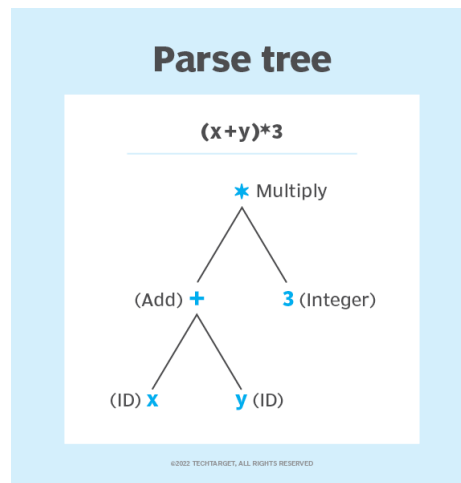 Parse tree
(x+y)*3
* Multiply
(Add) + 3 (Integer)
(ID) x y (ID)
©2022 TECHTARGET, ALL RIGHTS RESERVED